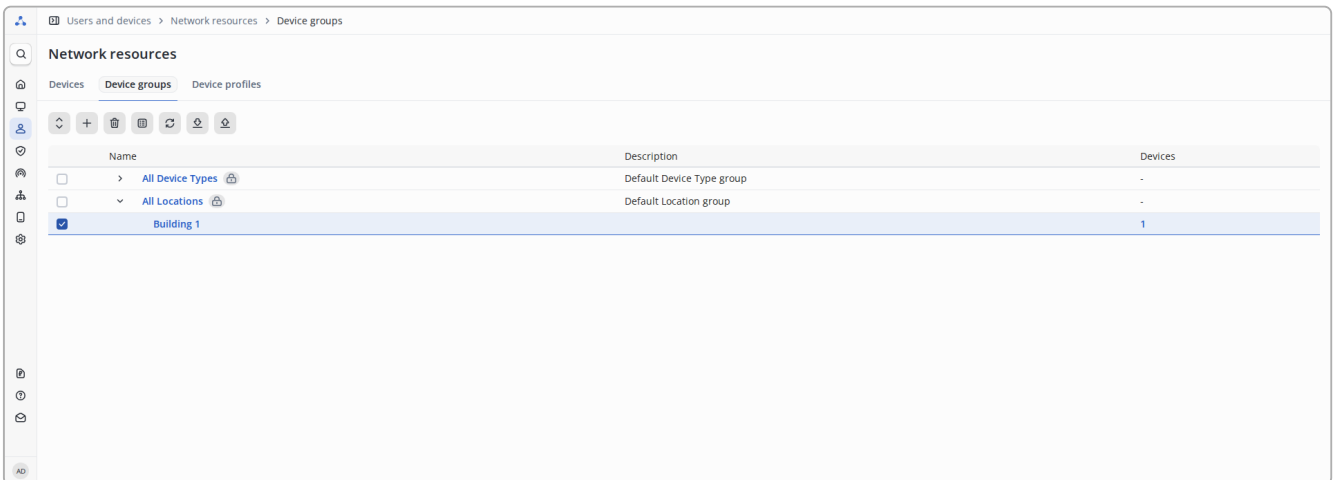 Users and devices > Network resources > Device groups
Network resources
Devices Device groups Device profiles
Name Description Devices
All Device Types Default Device Type group -
All Locations Default Location group -
Building 1 1
AD